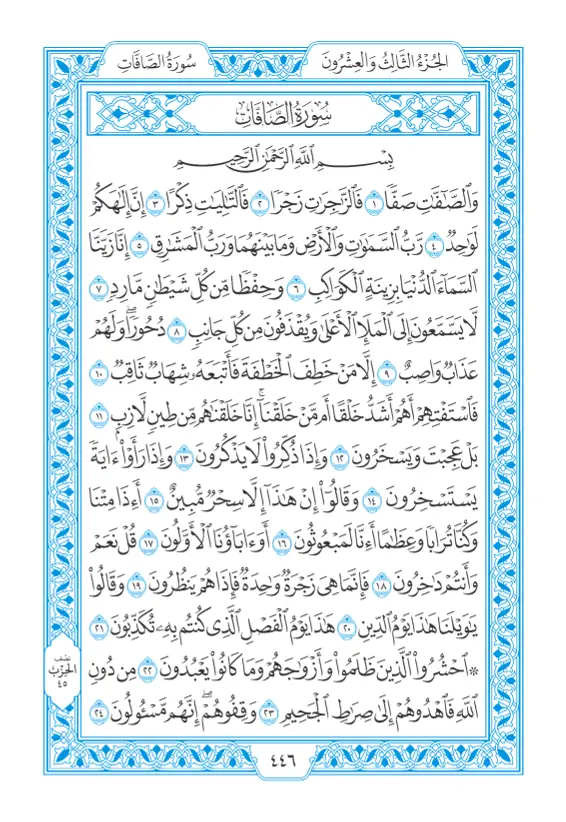 الجُزْءُ الثَّالِثُ وَالعِشْرُونَ
سُورَةُ الصَّافَّاتِ
سُورَةُ الصَّافَّاتِ
بِسْمِ اللَّهِ الرَّحْمَٰنِ الرَّحِيمِ
وَالصَّٰٓفَّٰتِ صَفّٗا ١ فَالزَّٰجِرَٰتِ زَجۡرٗا ٢ فَالتَّٰلِيَٰتِ ذِكۡرًا ٣ إِنَّ إِلَٰهَكُمۡ
لَوَٰحِدٞ ٤ رَّبُّ السَّمَٰوَٰتِ وَالۡأَرۡضِ وَمَا بَيۡنَهُمَا وَرَبُّ الۡمَشَٰرِقِ ٥ إِنَّا زَيَّنَّا
السَّمَآءَ الدُّنۡيَا بِزِينَةٍ الۡكَوَاكِبِ ٦ وَحِفۡظٗا مِّن كُلِّ شَيۡطَٰنٖ مَّارِدٖ ٧
لَّا يَسَّمَّعُونَ إِلَى الۡمَلَإِ الۡأَعۡلَىٰ وَيُقۡذَفُونَ مِن كُلِّ جَانِبٖ ٨ دُحُورٗاۖ وَلَهُمۡ
عَذَابٞ وَاصِبٌ ٩ إِلَّا مَنۡ خَطِفَ الۡخَطۡفَةَ فَأَتۡبَعَهُۥ شِهَابٞ ثَاقِبٞ ١٠
فَاسۡتَفۡتِهِمۡ أَهُمۡ أَشَدُّ خَلۡقًا أَم مَّنۡ خَلَقۡنَآۚ إِنَّا خَلَقۡنَٰهُم مِّن طِينٖ لَّازِبِۭ ١١
بَلۡ عَجِبۡتَ وَيَسۡخَرُونَ ١٢ وَإِذَا ذُكِّرُواْ لَا يَذۡكُرُونَ ١٣ وَإِذَا رَأَوۡاْ ءَايَةٗ
يَسۡتَسۡخِرُونَ ١٤ وَقَالُوٓاْ إِنۡ هَٰذَآ إِلَّا سِحۡرٞ مُّبِينٌ ١٥ أَءِذَا مِتۡنَا
وَكُنَّا تُرَابٗا وَعِظَٰمًا أَءِنَّا لَمَبۡعُوثُونَ ١٦ أَوَءَابَآؤُنَا الۡأَوَّلُونَ ١٧ قُلۡ نَعَمۡ
وَأَنتُمۡ دَٰخِرُونَ ١٨ فَإِنَّمَا هِيَ زَجۡرَةٞ وَٰحِدَةٞ فَإِذَا هُمۡ يَنظُرُونَ ١٩ وَقَالُواْ
يَٰوَيۡلَنَا هَٰذَا يَوۡمُ الدِّينِ ٢٠ هَٰذَا يَوۡمُ الۡفَصۡلِ الَّذِي كُنتُم بِهِۦ تُكَذِّبُونَ ٢١
۞ احۡشُرُواْ الَّذِينَ ظَلَمُواْ وَأَزۡوَٰجَهُمۡ وَمَا كَانُواْ يَعۡبُدُونَ ٢٢ مِن دُونِ
اللَّهِ فَاهۡدُوهُمۡ إِلَىٰ صِرَٰطِ الۡجَحِيمِ ٢٣ وَقِفُوهُمۡۖ إِنَّهُم مَّسۡـُٔولُونَ ٢٤
نصف
الحزب
٤٥
٤٤٦